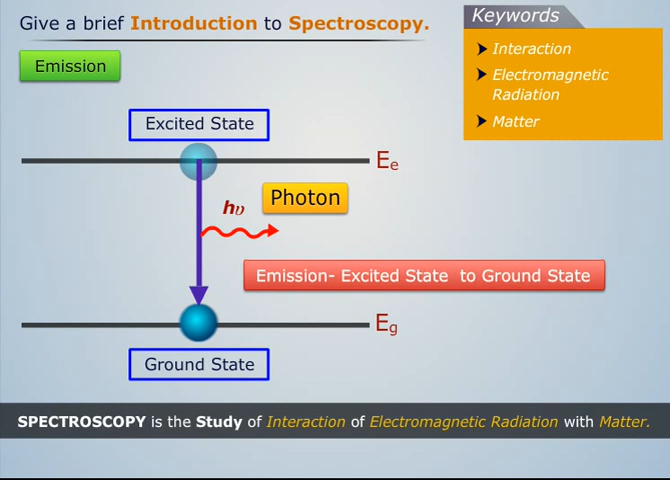 Give a brief Introduction to Spectroscopy.
Keywords
Interaction
Electromagnetic
Radiation
Matter
Emission
Excited State
Ee
hυ
Photon
Emission- Excited State to Ground State
Eg
Ground State
SPECTROSCOPY is the Study of Interaction of Electromagnetic Radiation with Matter.